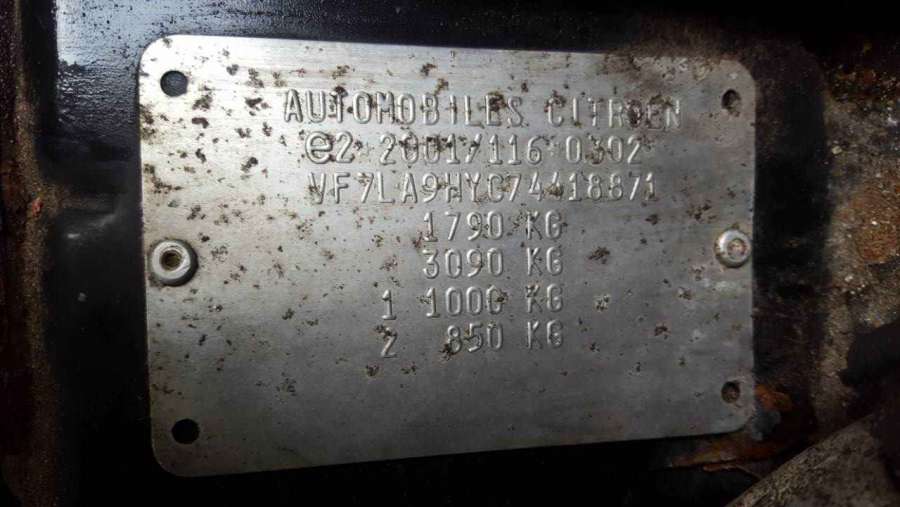 AUTOMOBILES CITROEN
e2 2001/116 0302
VF7LA9HYC74418871
1790 KG
3090 KG
1 1000 KG
2 850 KG